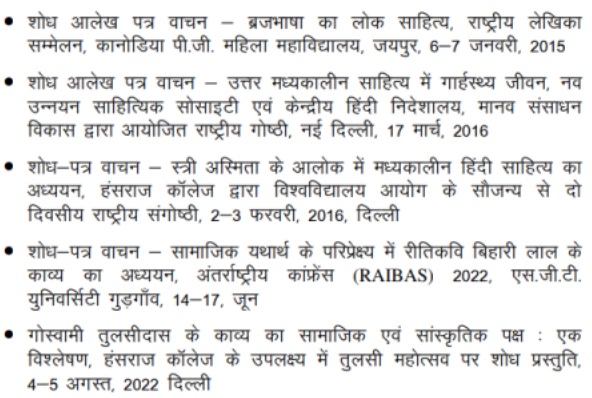 • शोध आलेख पत्र वाचन – ब्रजभाषा का लोक साहित्य, राष्ट्रीय लेखिका
सम्मेलन, कानोडिया पी.जी. महिला महाविद्यालय, जयपुर, 6–7 जनवरी, 2015
• शोध आलेख पत्र वाचन – उत्तर मध्यकालीन साहित्य में गार्हस्थ्य जीवन, नव
उन्नयन साहित्यिक सोसाइटी एवं केन्द्रीय हिंदी निदेशालय, मानव संसाधन
विकास द्वारा आयोजित राष्ट्रीय गोष्ठी, नई दिल्ली, 17 मार्च, 2016
• शोध–पत्र वाचन – स्त्री अस्मिता के आलोक में मध्यकालीन हिंदी साहित्य का
अध्ययन, हंसराज कॉलेज द्वारा विश्वविद्यालय आयोग के सौजन्य से दो
दिवसीय राष्ट्रीय संगोष्ठी, 2–3 फरवरी, 2016, दिल्ली
• शोध–पत्र वाचन – सामाजिक यथार्थ के परिप्रेक्ष्य में रीतिकवि बिहारी लाल के
काव्य का अध्ययन, अंतर्राष्ट्रीय कांफ्रेंस (RAIBAS) 2022, एस.जी.टी.
युनिवर्सिटी गुड़गाँव, 14–17, जून
• गोस्वामी तुलसीदास के काव्य का सामाजिक एवं सांस्कृतिक पक्ष : एक
विश्लेषण, हंसराज कॉलेज के उपलक्ष्य में तुलसी महोत्सव पर शोध प्रस्तुति,
4–5 अगस्त, 2022 दिल्ली